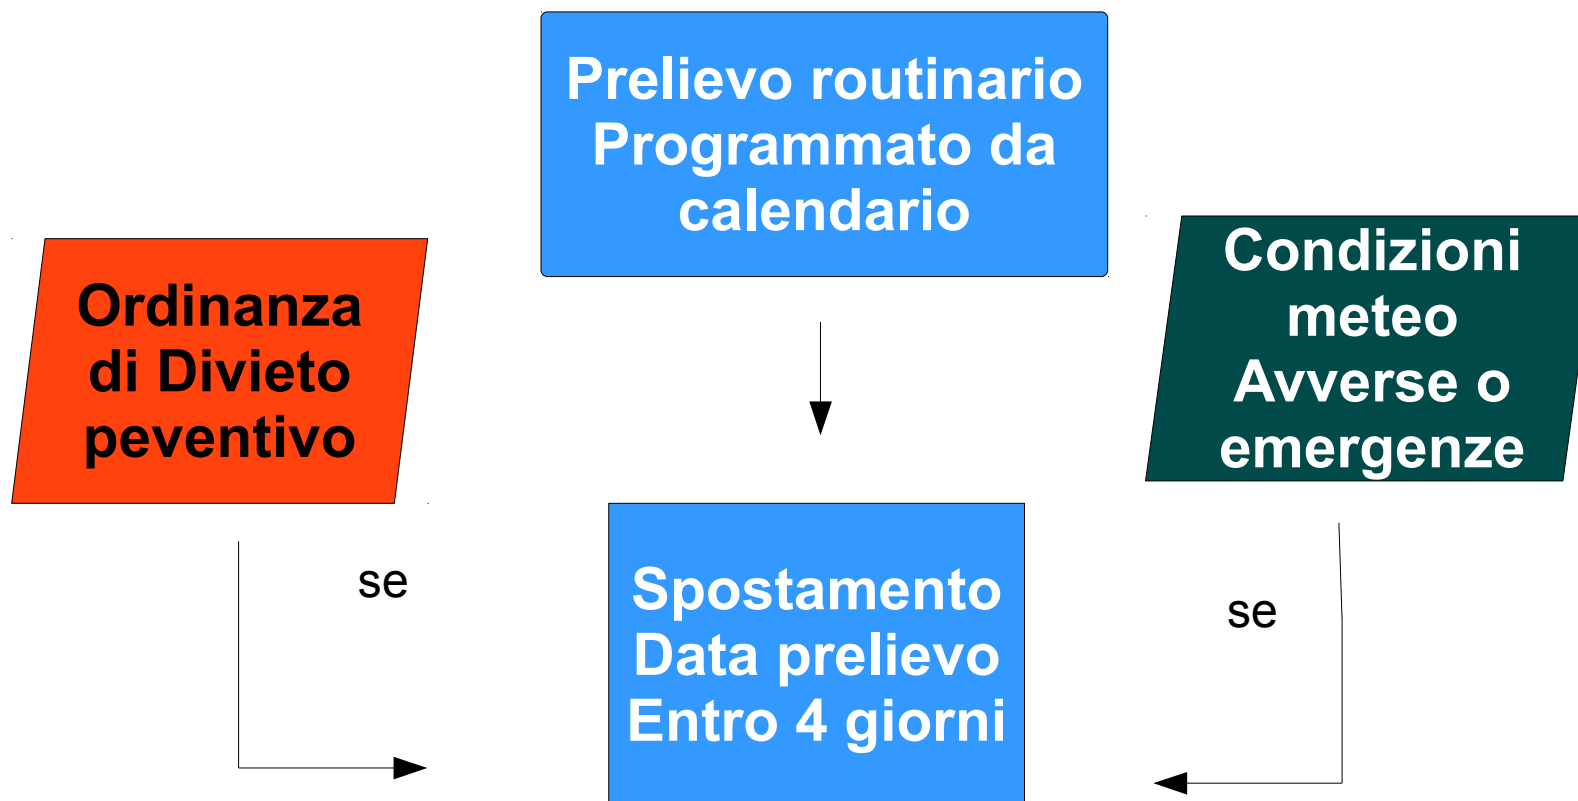 Prelievo routinario
Programmato da
calendario
Ordinanza
di Divieto
peventivo
Condizioni
meteo
Avverse o
emergenze
se
se
Spostamento
Data prelievo
Entro 4 giorni